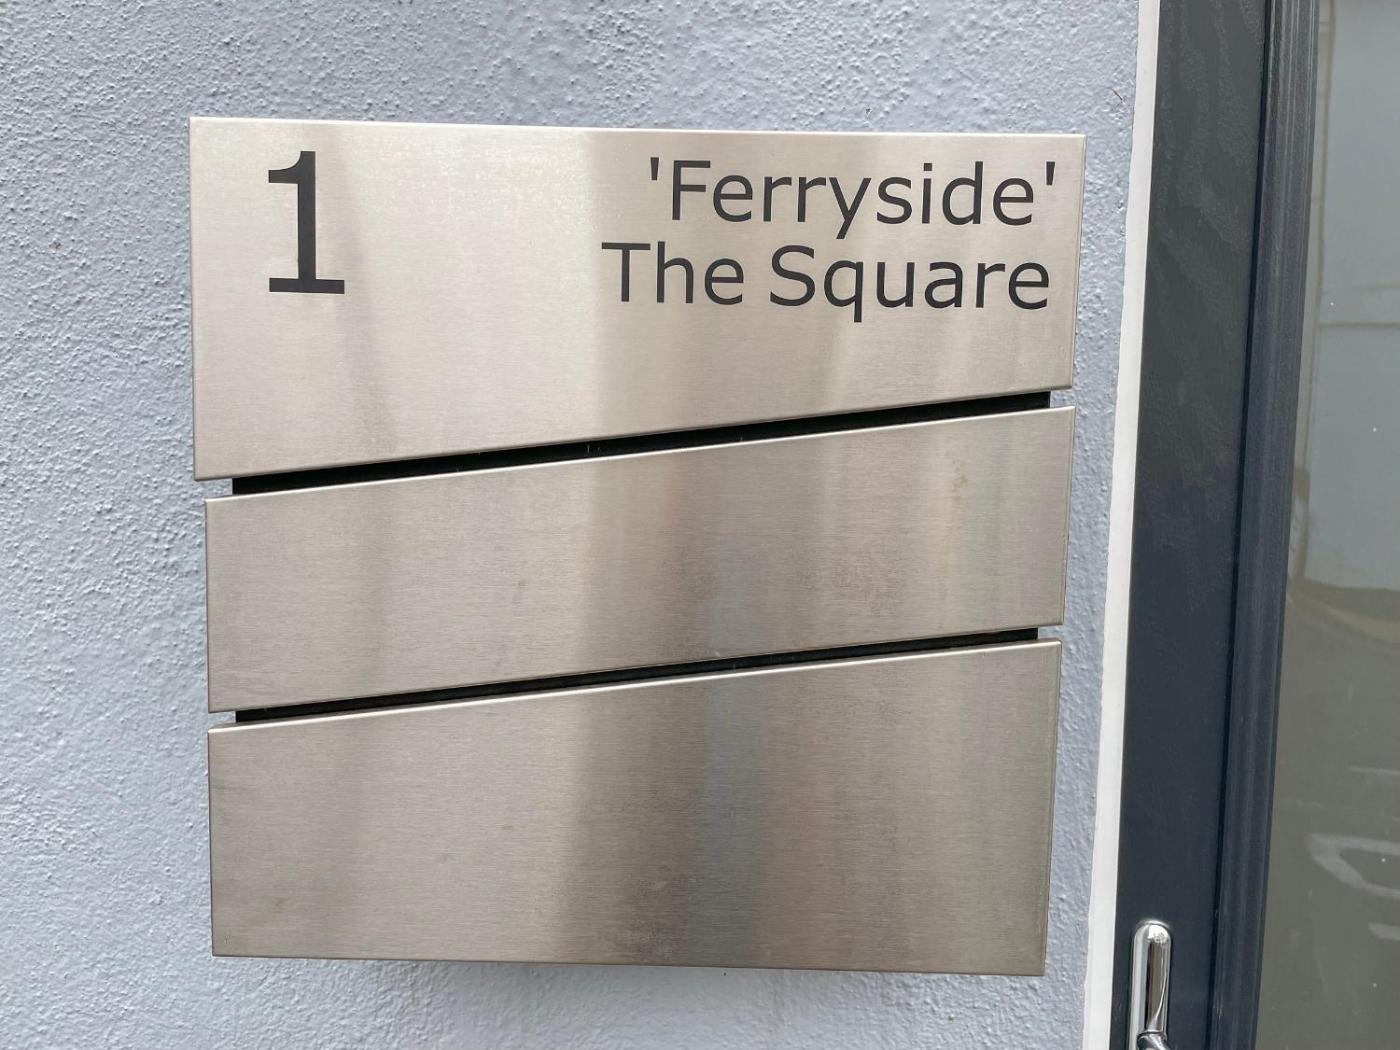 1
'Ferryside'
The Square